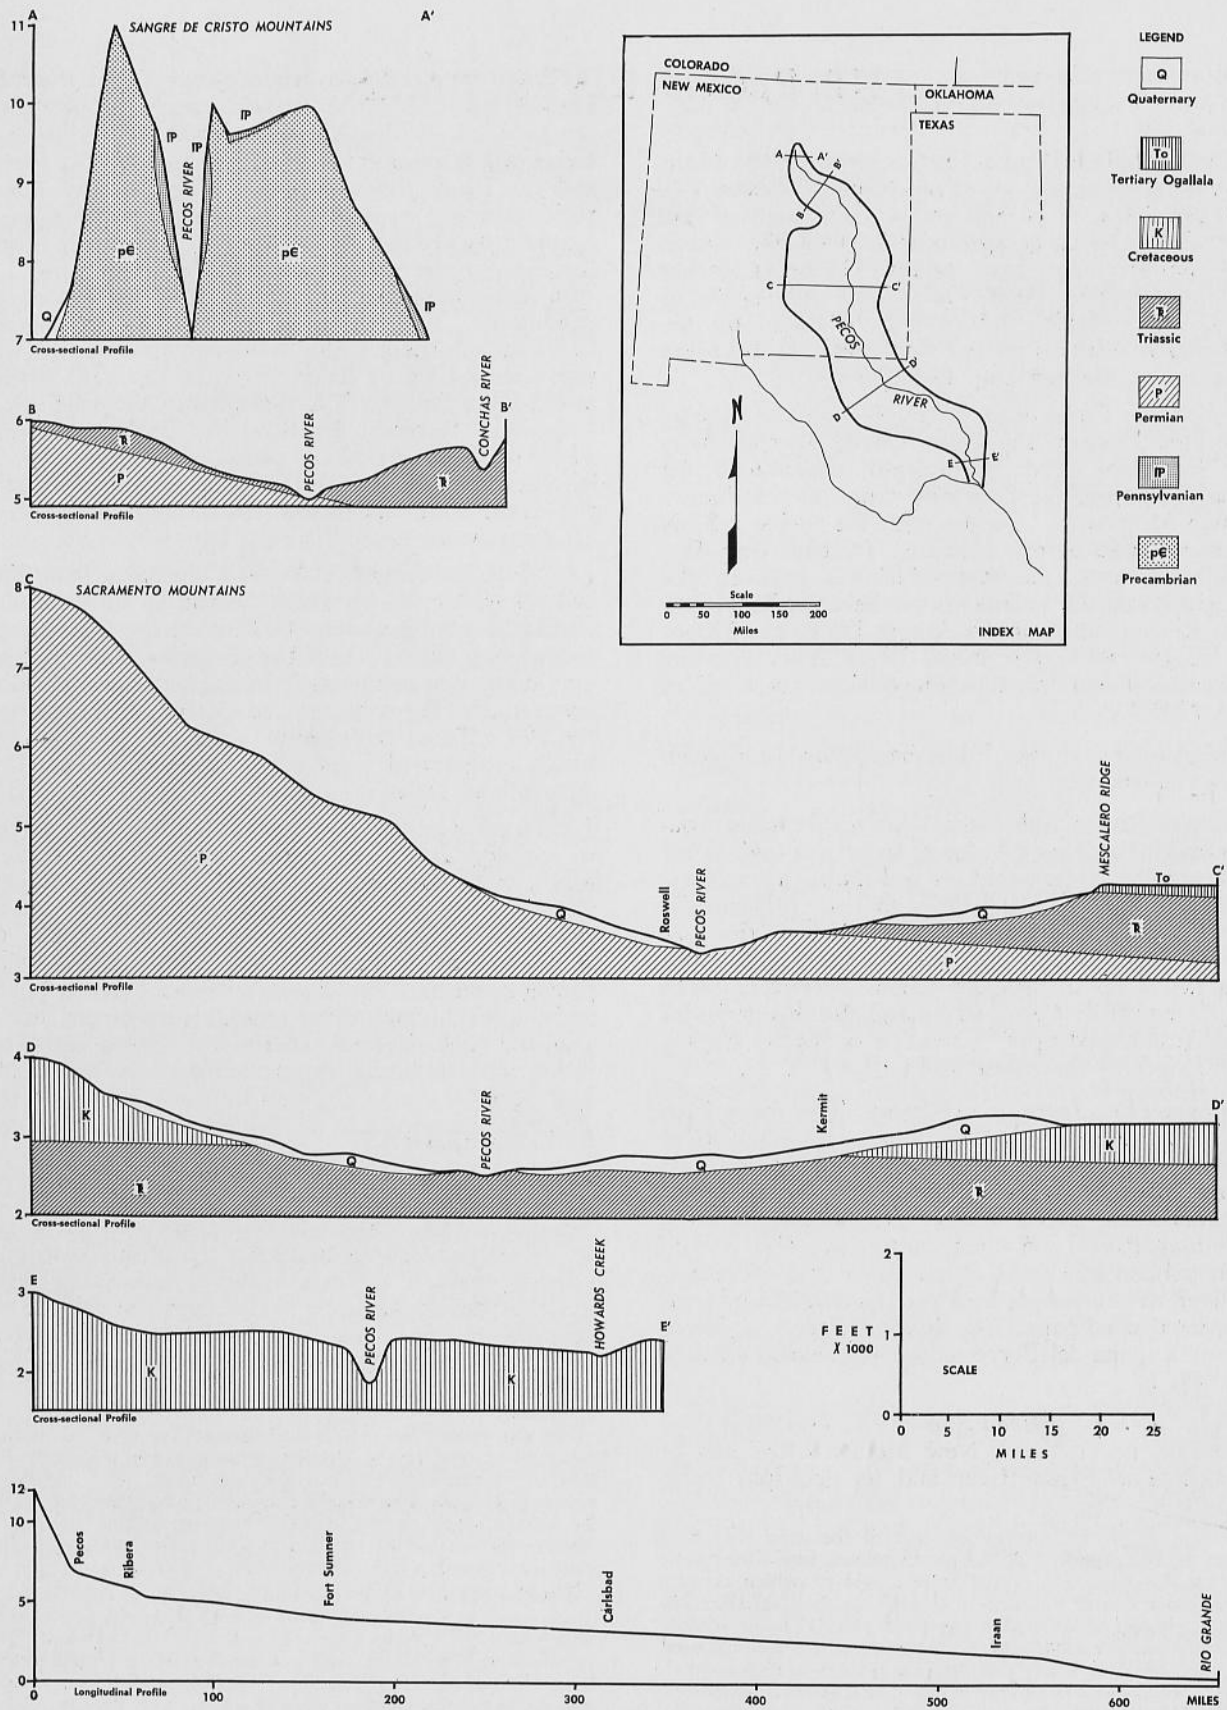 A
A'
SANGRE DE CRISTO MOUNTAINS
11
10
9
8
7
IP
IP
IP
PECOS RIVER
pЄ
pЄ
Q
IP
Cross-sectional Profile
B
B'
6
5
TR
P
PECOS RIVER
CONCHAS RIVER
TR
Cross-sectional Profile
COLORADO
NEW MEXICO
OKLAHOMA
TEXAS
A
A'
B'
B
C
C'
PECOS
RIVER
D'
D
E
E'
N
Scale
0 50 100 150 200
Miles
INDEX MAP
LEGEND
Q
Quaternary
To
Tertiary Ogallala
K
Cretaceous
TR
Triassic
P
Permian
IP
Pennsylvanian
pЄ
Precambrian
C
SACRAMENTO MOUNTAINS
8
7
6
5
4
3
P
Q
Roswell
PECOS RIVER
MESCALERO RIDGE
To
C'
Q
TR
P
Cross-sectional Profile
D
4
3
2
K
Q
TR
PECOS RIVER
Q
Kermit
Q
K
TR
D'
Cross-sectional Profile
E
3
2
K
PECOS RIVER
K
HOWARDS CREEK
E'
Cross-sectional Profile
2
1
0
FEET
X 1000
SCALE
0 5 10 15 20 25
MILES
12
10
5
0
Pecos
Ribera
Fort Sumner
Carlsbad
Iraan
RIO GRANDE
0
Longitudinal Profile
100 200 300 400 500 600 MILES